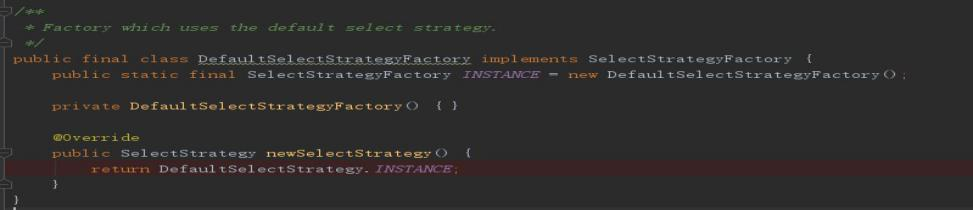 /**
 * Factory which uses the default select strategy.
 */
public final class DefaultSelectStrategyFactory implements SelectStrategyFactory {
    public static final SelectStrategyFactory INSTANCE = new DefaultSelectStrategyFactory();
    private DefaultSelectStrategyFactory() { }
    @Override
    public SelectStrategy newSelectStrategy() {
        return DefaultSelectStrategy.INSTANCE;
    }
}